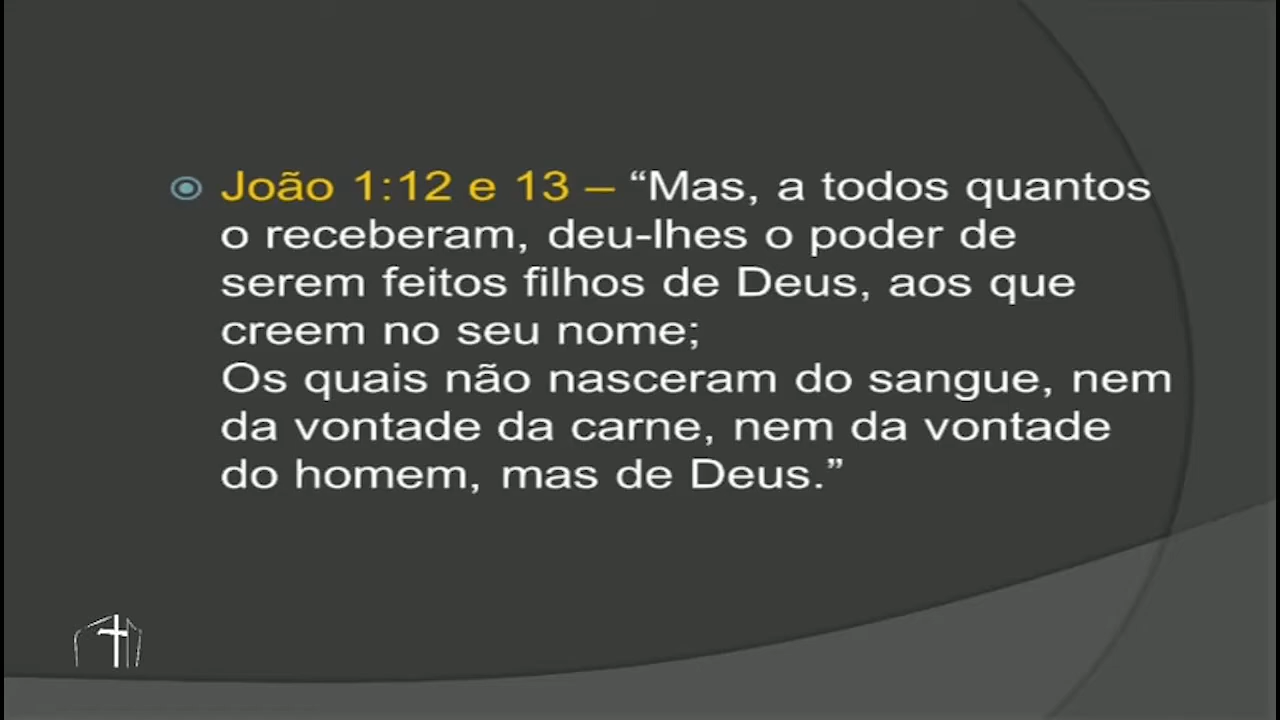 João 1:12 e 13 – “Mas, a todos quantos
o receberam, deu-lhes o poder de
serem feitos filhos de Deus, aos que
creem no seu nome;
Os quais não nasceram do sangue, nem
da vontade da carne, nem da vontade
do homem, mas de Deus.”